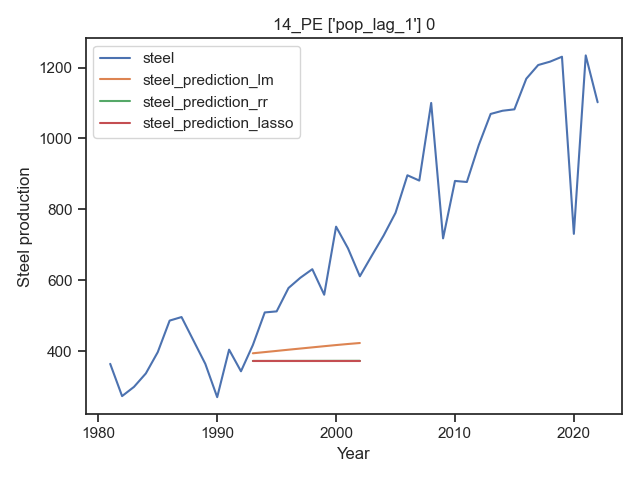 14_PE ['pop_lag_1'] 0
steel
steel_prediction_lm
steel_prediction_rr
steel_prediction_lasso
Steel production
1200
1000
800
600
400
1980
1990
2000
2010
2020
Year